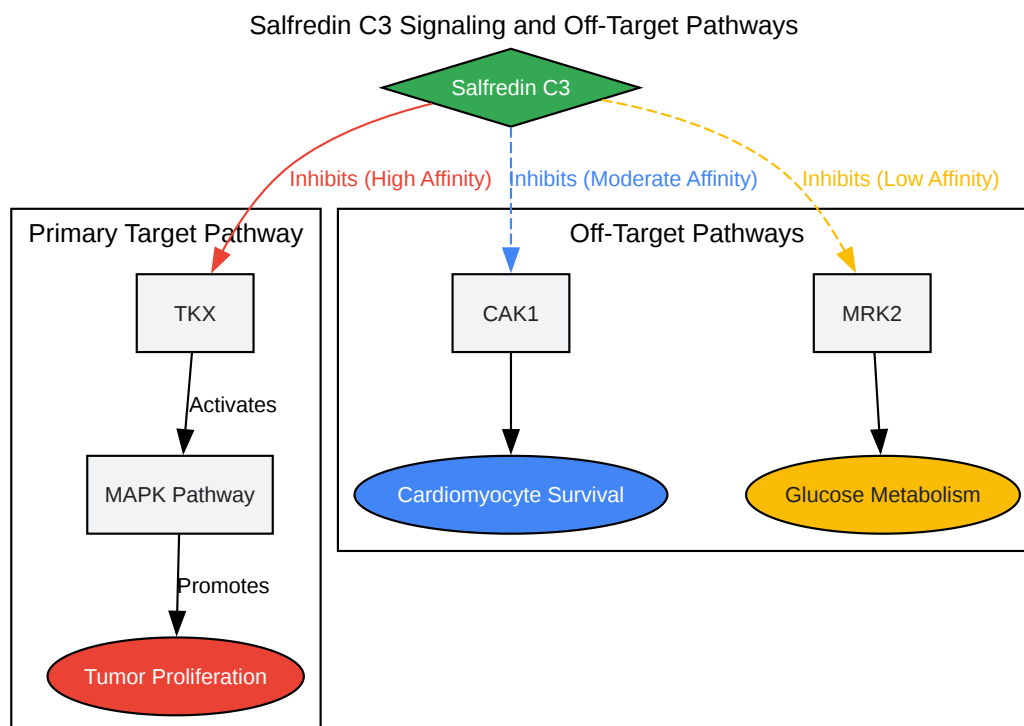 Salfredin C3 Signaling and Off-Target Pathways
Salfredin C3
Inhibits (High Affinity)
Inhibits (Moderate Affinity)
Inhibits (Low Affinity)
Primary Target Pathway
Off-Target Pathways
TKX
CAK1
MRK2
Activates
MAPK Pathway
Cardiomyocyte Survival
Glucose Metabolism
Promotes
Tumor Proliferation